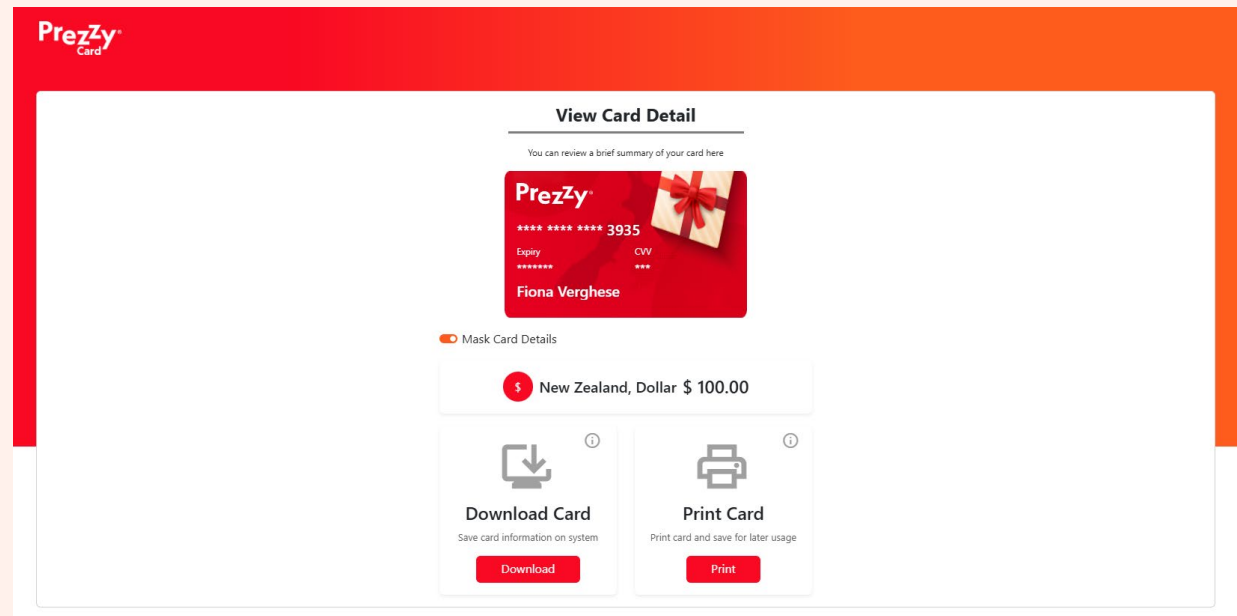 Prezzy
Card
View Card Detail
You can review a brief summary of your card here
Prezzy
**** **** **** 3935
Expiry CVV
******* ***
Fiona Verghese
Mask Card Details
$ New Zealand, Dollar $ 100.00
Download Card
Save card information on system
Download
Print Card
Print card and save for later usage
Print